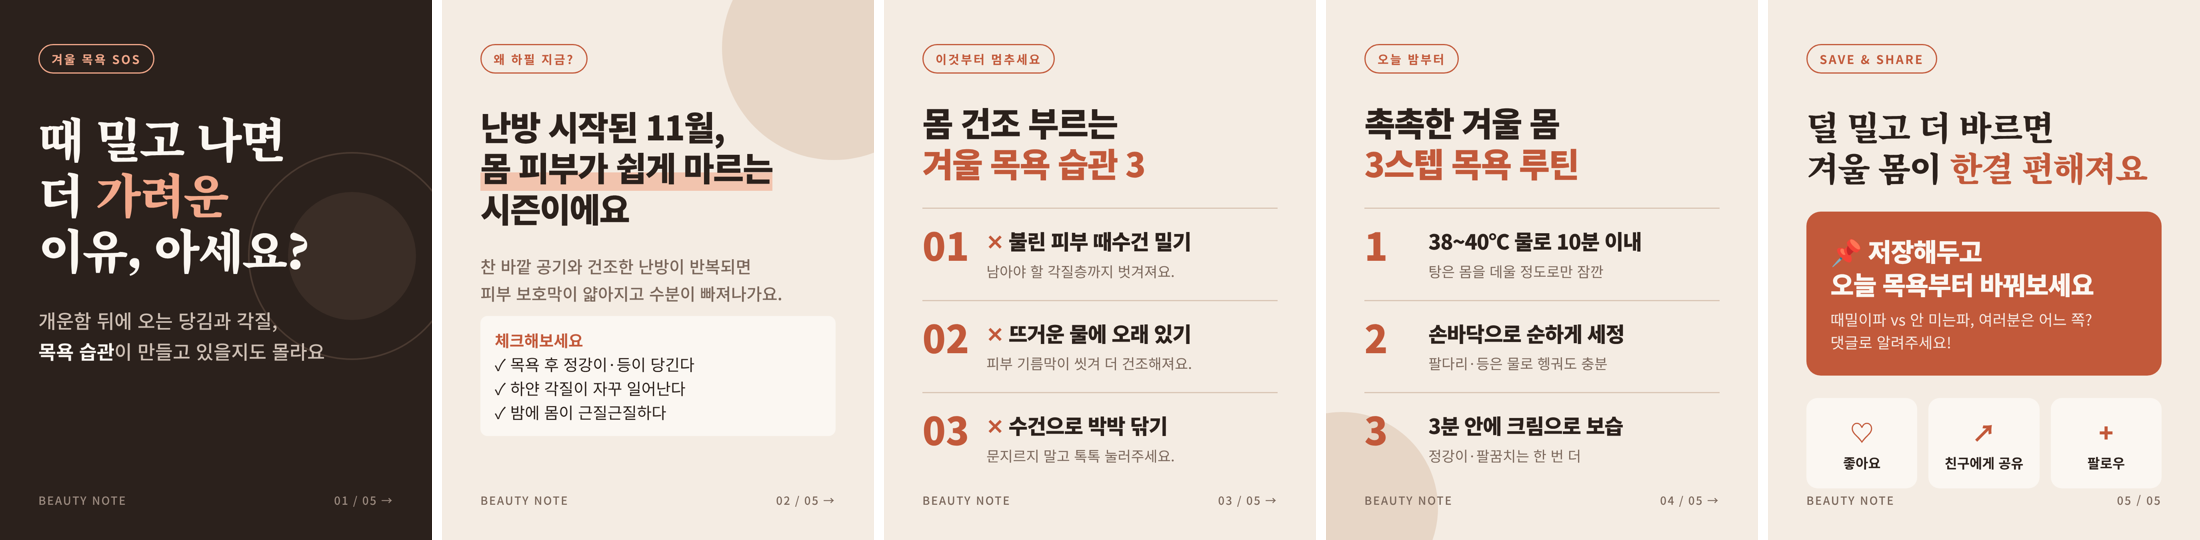 겨울 목욕 SOS
때 밀고 나면
더 가려운
이유, 아세요?
개운함 뒤에 오는 당김과 각질,
목욕 습관이 만들고 있을지도 몰라요
BEAUTY NOTE
01 / 05 →
왜 하필 지금?
난방 시작된 11월,
몸 피부가 쉽게 마르는
시즌이에요
찬 바깥 공기와 건조한 난방이 반복되면
피부 보호막이 얇아지고 수분이 빠져나가요.
체크해보세요
✓ 목욕 후 정강이·등이 당긴다
✓ 하얀 각질이 자꾸 일어난다
✓ 밤에 몸이 근질근질하다
BEAUTY NOTE
02 / 05 →
이것부터 멈추세요
몸 건조 부르는
겨울 목욕 습관 3
01 × 불린 피부 때수건 밀기
남아야 할 각질층까지 벗겨져요.
02 × 뜨거운 물에 오래 있기
피부 기름막이 씻겨 더 건조해져요.
03 × 수건으로 박박 닦기
문지르지 말고 톡톡 눌러주세요.
BEAUTY NOTE
03 / 05 →
오늘 밤부터
촉촉한 겨울 몸
3스텝 목욕 루틴
1 38~40℃ 물로 10분 이내
탕은 몸을 데울 정도로만 잠깐
2 손바닥으로 순하게 세정
팔다리·등은 물로 헹궈도 충분
3 3분 안에 크림으로 보습
정강이·팔꿈치는 한 번 더
BEAUTY NOTE
04 / 05 →
SAVE & SHARE
덜 밀고 더 바르면
겨울 몸이 한결 편해져요
📌 저장해두고
오늘 목욕부터 바꿔보세요
때밀이파 vs 안 미는파, 여러분은 어느 쪽?
댓글로 알려주세요!
♡
좋아요
↗
친구에게 공유
+
팔로우
BEAUTY NOTE
05 / 05